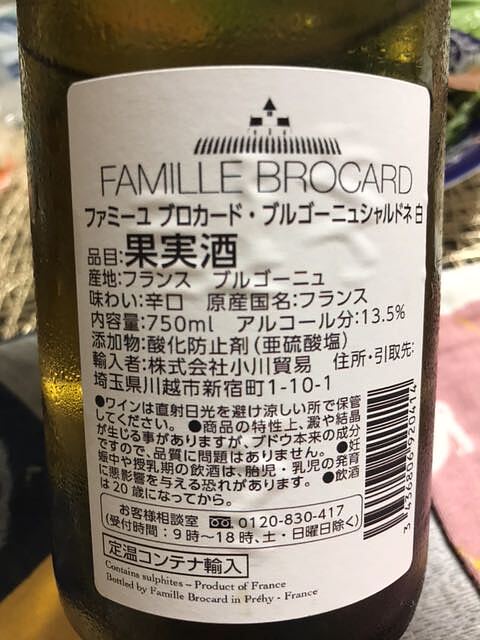 FAMILLE BROCARD
ファミーユ ブロカード・ブルゴーニュシャルドネ 白
品目:果実酒
産地:フランス ブルゴーニュ
味わい:辛口 原産国名:フランス
内容量:750ml アルコール分:13.5%
添加物:酸化防止剤(亜硫酸塩)
輸入者:株式会社小川貿易 住所・引取先:
埼玉県川越市新宿町1-10-1
●ワインは直射日光を避け涼しい所で保管
してください。 ●商品の特性上、澱や結晶
が生じる事がありますが、ブドウ本来の成分
ですので、品質に問題はありません。●妊
娠中や授乳期の飲酒は、胎児・乳児の発育
に悪影響を与える恐れがあります。 ●飲酒
は20歳になってから。
お客様相談室 0120-830-417
(受付時間:9時~18時、土・日曜日除く)
定温コンテナ輸入
Contains sulphites – Product of France
Bottled by Famille Brocard in Préhy - France
3 436806 920414